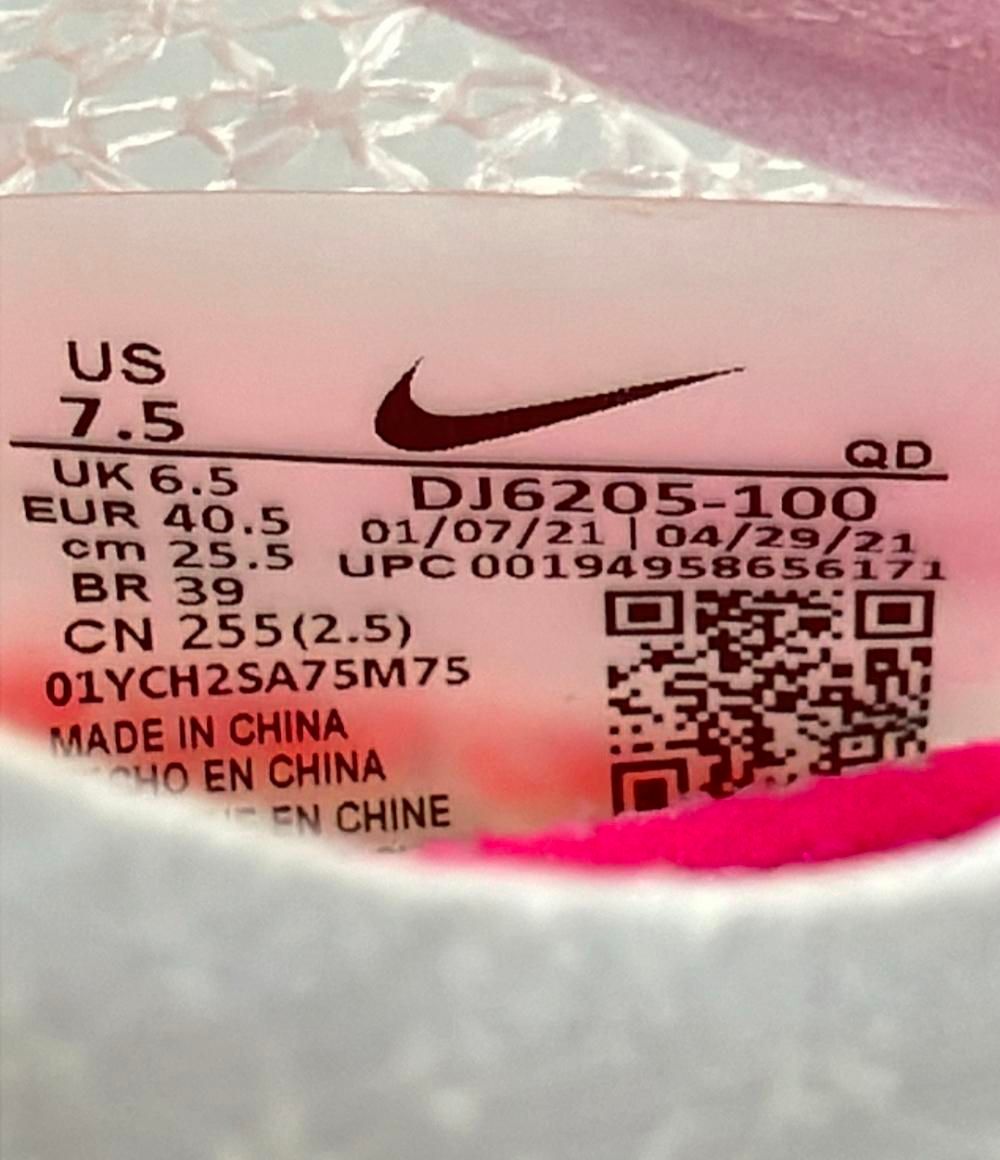 US
7.5
QD
UK 6.5
EUR 40.5
cm 25.5
BR 39
CN 255(2.5)
DJ6205-100
01/07/21 | 04/29/21
UPC 00194958656171
01YCH2SA75M75
MADE IN CHINA
EN CHINA
EN CHINE